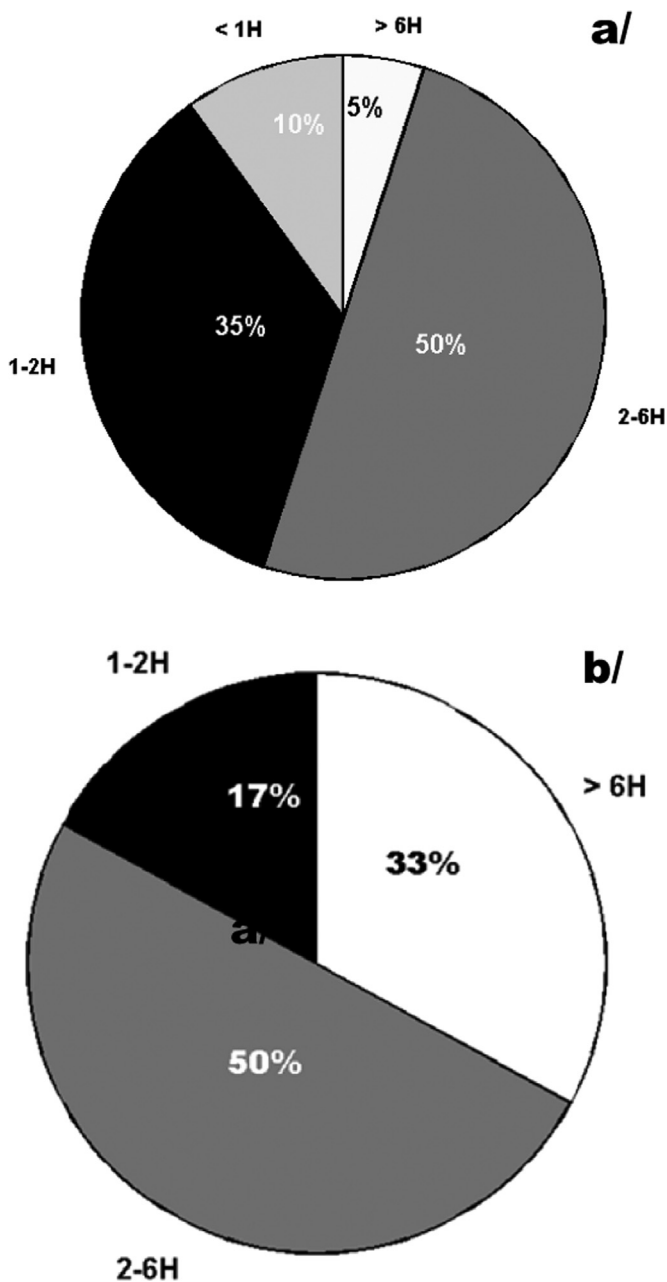 < 1H > 6H a/
10% 5%
35% 50%
1-2H
2-6H
1-2H b/
> 6H
17%
33%
a/
50%
2-6H